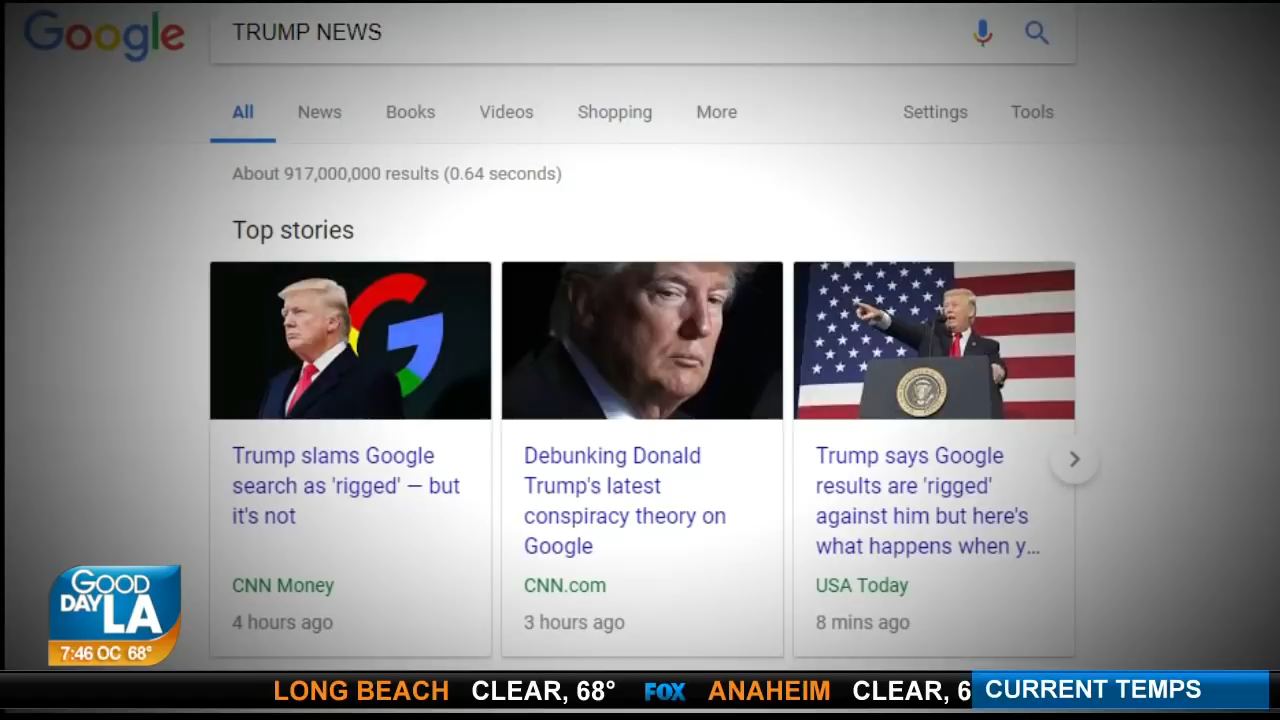 Google
TRUMP NEWS
All News Books Videos Shopping More Settings Tools
About 917,000,000 results (0.64 seconds)
Top stories
Trump slams Google
search as 'rigged' — but
it's not
CNN Money
4 hours ago
Debunking Donald
Trump's latest
conspiracy theory on
Google
CNN.com
3 hours ago
Trump says Google
results are 'rigged'
against him but here's
what happens when y...
USA Today
8 mins ago
GOOD
DAY LA
7:46 OC 68°
LONG BEACH CLEAR, 68° FOX ANAHEIM CLEAR, 6
CURRENT TEMPS